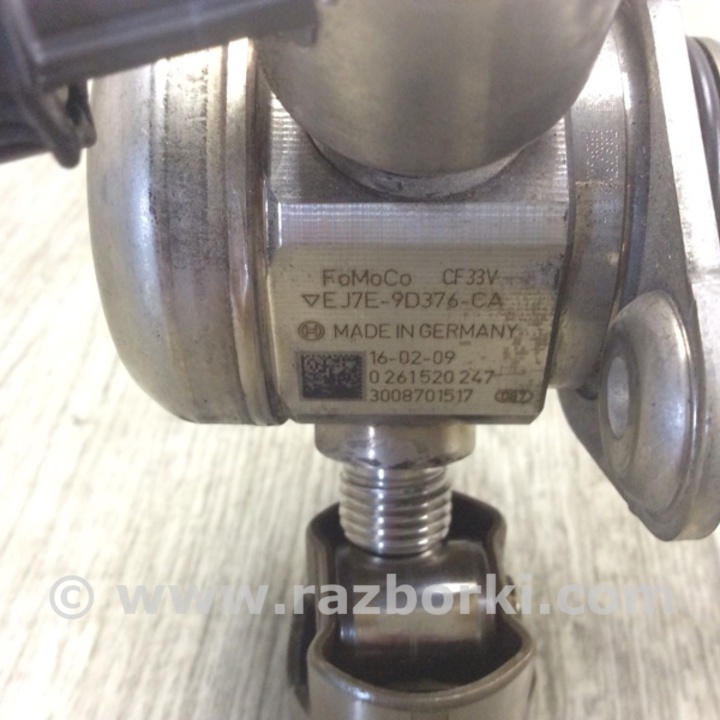 FoMoCo CF33V
EJ7E-9D376-CA
MADE IN GERMANY
16-02-09
0 261 520 247
3008701517
© www.razborki.com